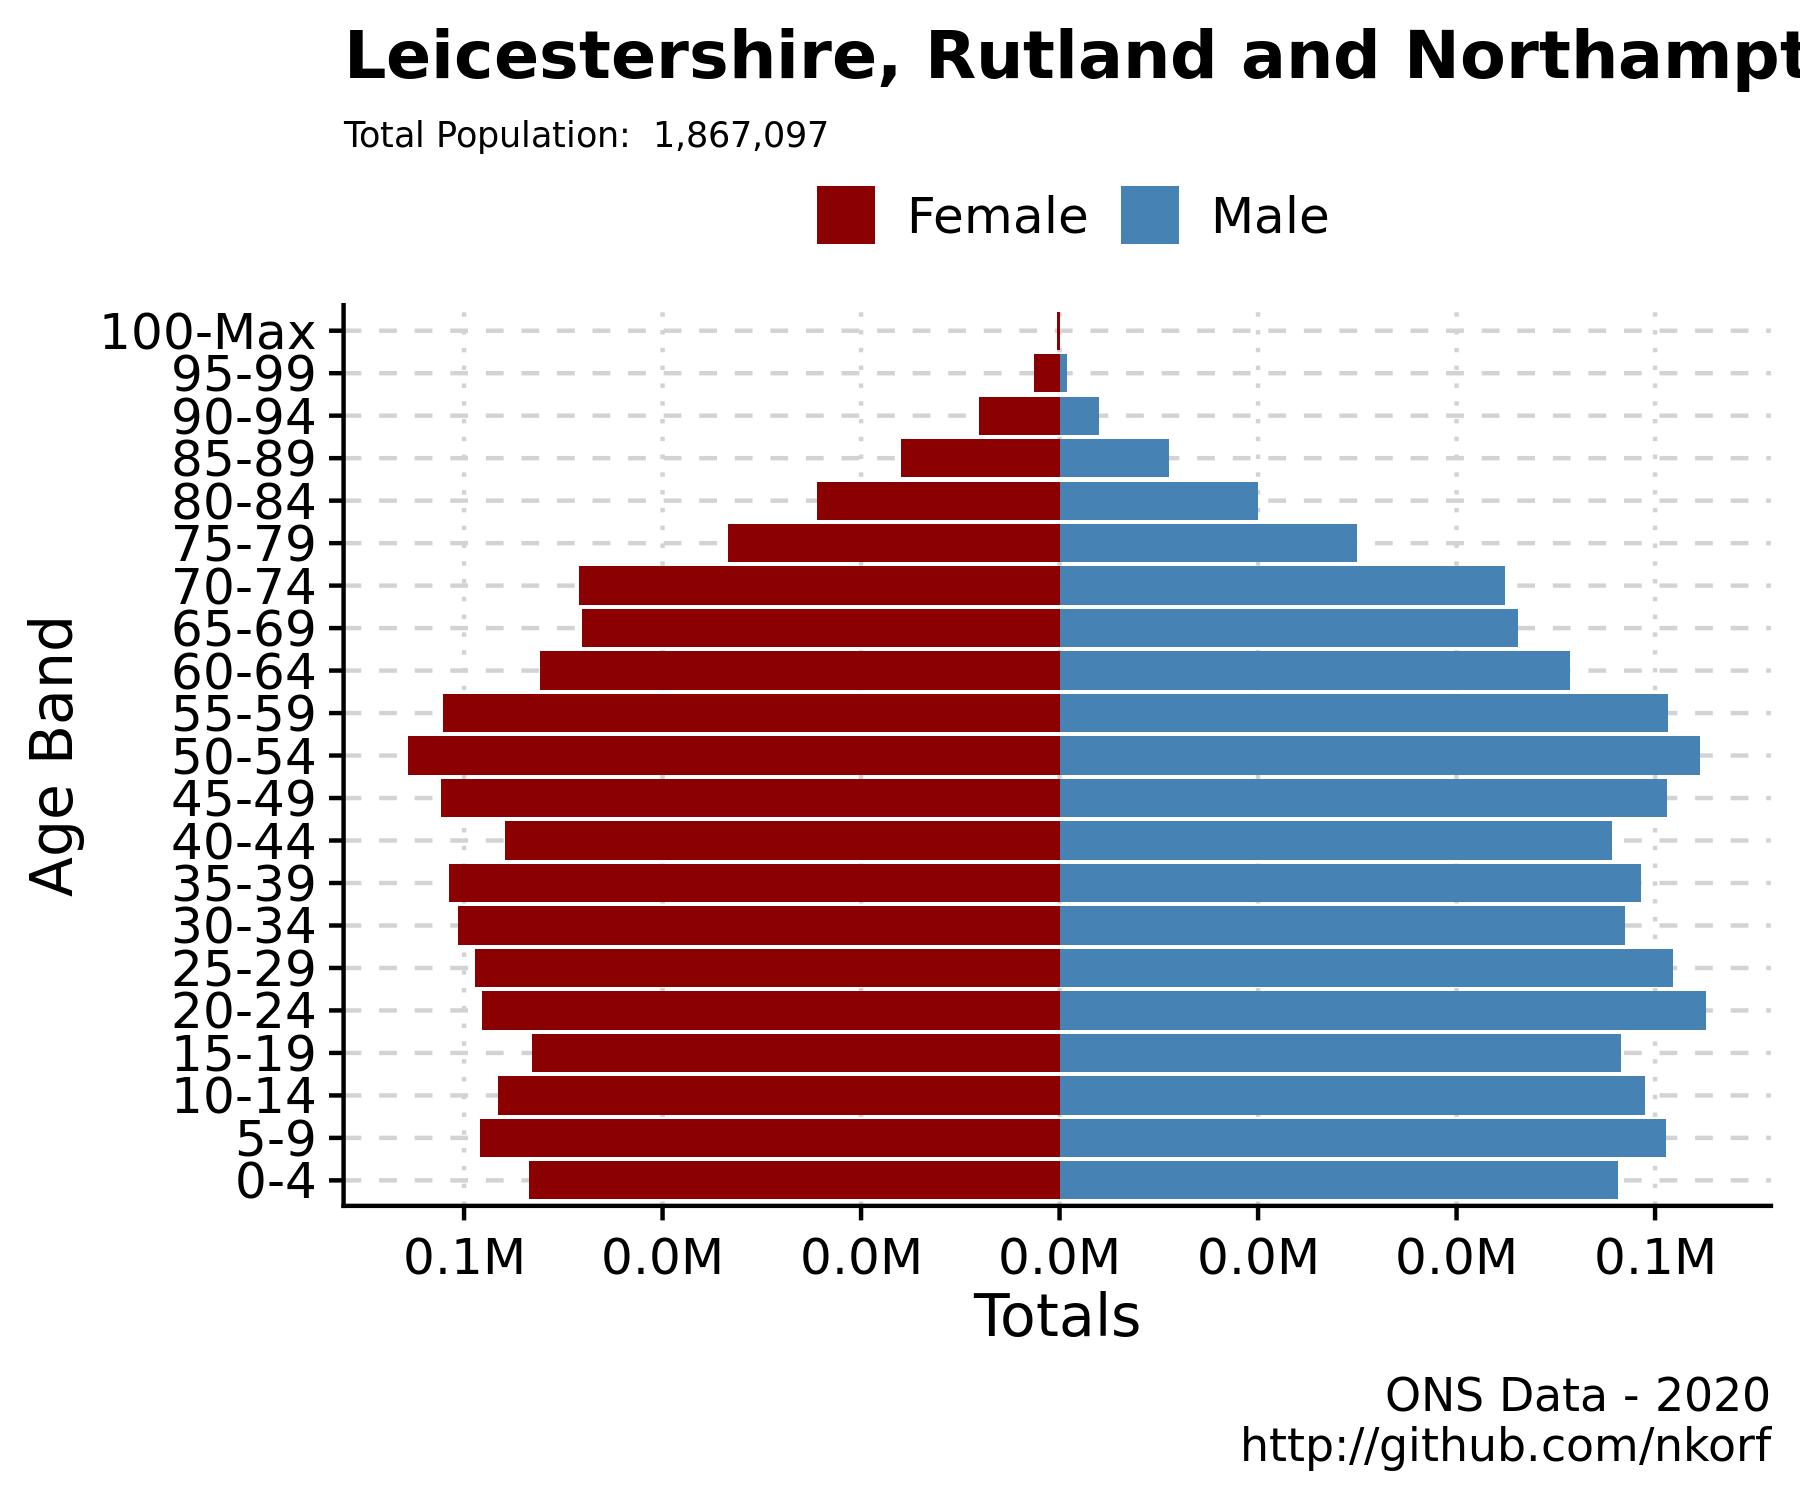 Leicestershire, Rutland and Northampt
Total Population:  1,867,097
Female Male
100-Max
95-99
90-94
85-89
80-84
75-79
70-74
65-69
60-64
55-59
50-54
45-49
40-44
35-39
30-34
25-29
20-24
15-19
10-14
5-9
0-4
Age Band
0.1M 0.0M 0.0M 0.0M 0.0M 0.0M 0.1M
Totals
ONS Data - 2020
http://github.com/nkorf